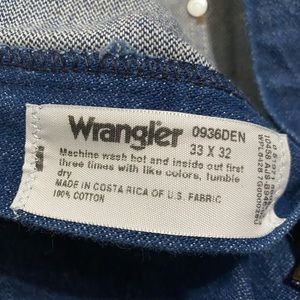 Wrangler 0936DEN
33 X 32
Machine wash hot and inside out first
three times with like colors, tumble
dry
MADE IN COSTA RICA OF U.S. FABRIC
100% COTTON